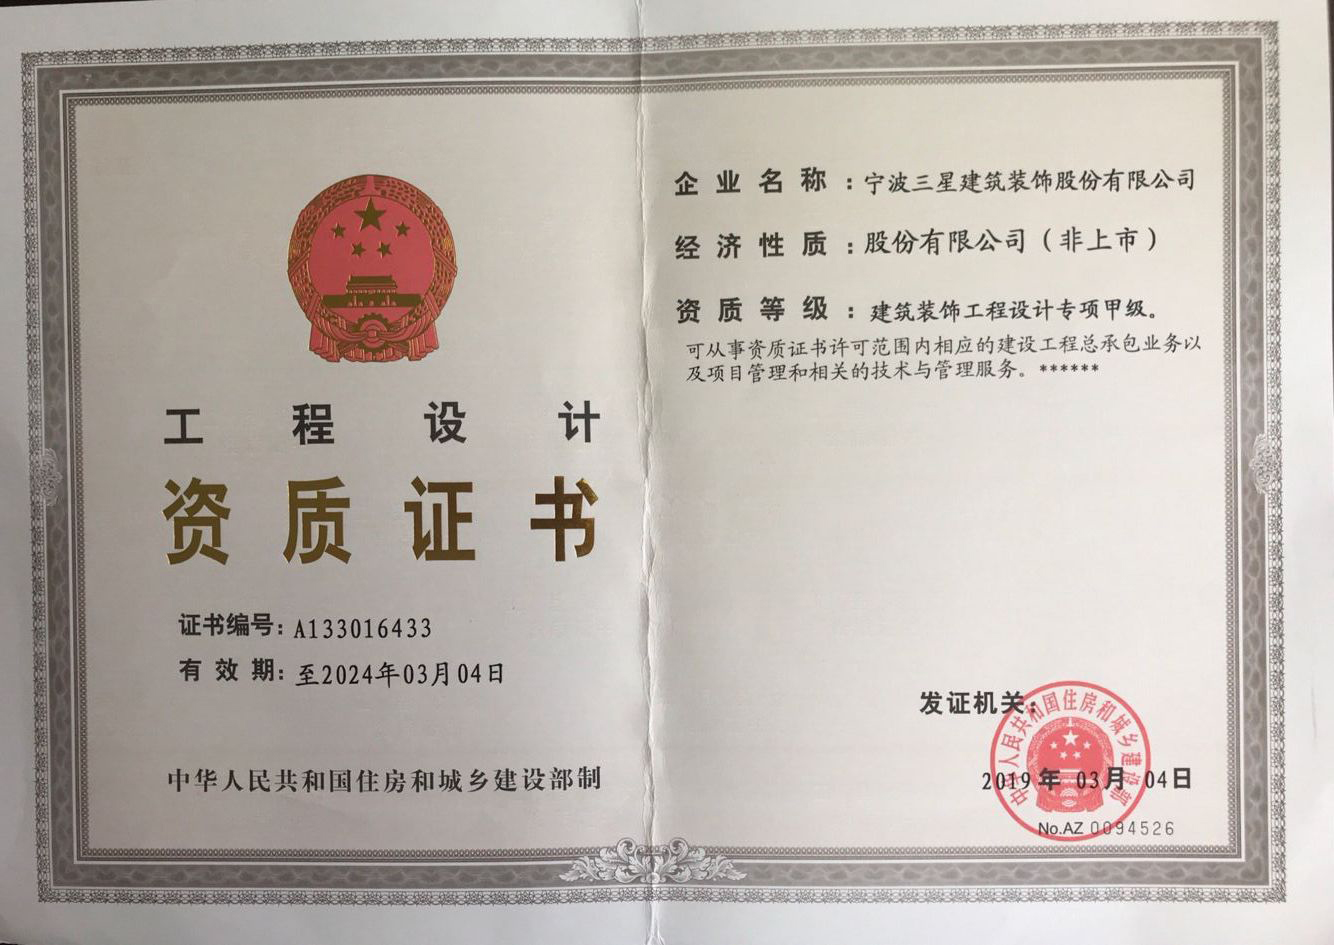 工程设计
资质证书
证书编号：A133016433
有效期：至2024年03月04日
中华人民共和国住房和城乡建设部制
企业名称：宁波三星建筑装饰股份有限公司
经济性质：股份有限公司（非上市）
资质等级：建筑装饰工程设计专项甲级。
可从事资质证书许可范围内相应的建设工程总承包业务以
及项目管理和相关的技术与管理服务。******
发证机关：
中华人民共和国住房和城乡建设部
2019年03月04日
No.AZ 0094526